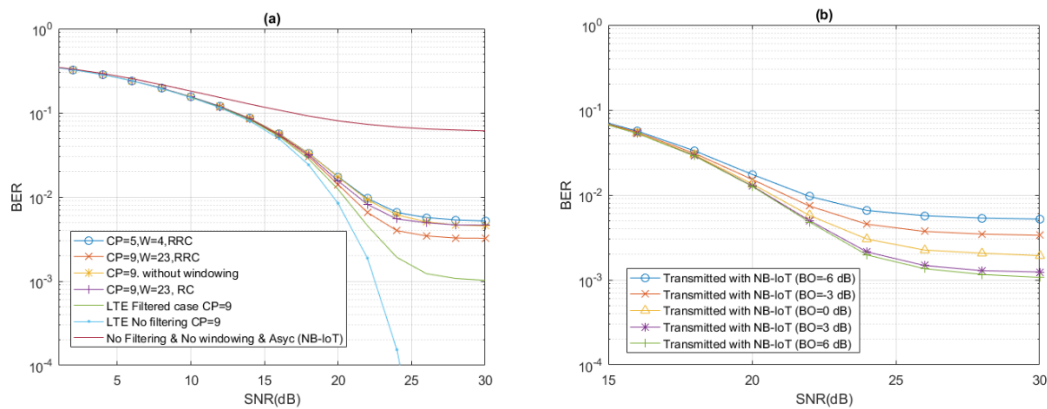 (a)
BER
10^0
10^-1
10^-2
10^-3
10^-4
CP=5,W=4,RRC
CP=9,W=23,RRC
CP=9. without windowing
CP=9,W=23, RC
LTE Filtered case CP=9
LTE No filtering CP=9
No Filtering & No windowing & Asyc (NB-IoT)
5 10 15 20 25 30
SNR(dB)
(b)
BER
10^0
10^-1
10^-2
10^-3
10^-4
Transmitted with NB-IoT (BO=-6 dB)
Transmitted with NB-IoT (BO=-3 dB)
Transmitted with NB-IoT (BO=0 dB)
Transmitted with NB-IoT (BO=3 dB)
Transmitted with NB-IoT (BO=6 dB)
15 20 25 30
SNR(dB)